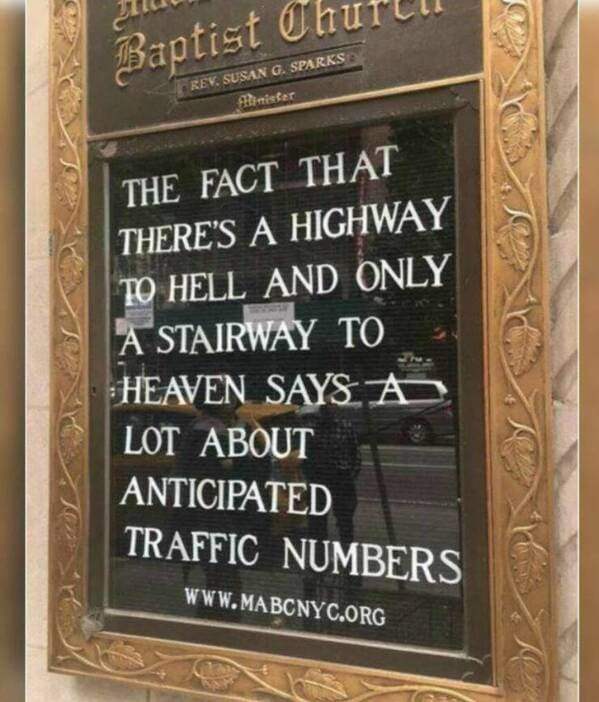 Baptist Church
REV. SUSAN G. SPARKS
Minister
THE FACT THAT
THERE'S A HIGHWAY
TO HELL AND ONLY
A STAIRWAY TO
HEAVEN SAYS A
LOT ABOUT
ANTICIPATED
TRAFFIC NUMBERS
WWW.MABCNYC.ORG